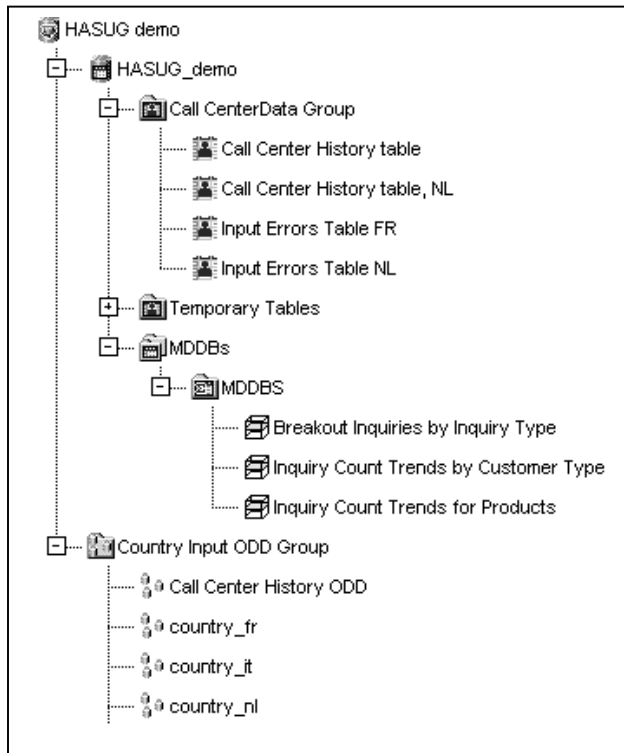 HASUG demo
HASUG_demo
Call CenterData Group
Call Center History table
Call Center History table, NL
Input Errors Table FR
Input Errors Table NL
Temporary Tables
MDDBs
MDDBS
Breakout Inquiries by Inquiry Type
Inquiry Count Trends by Customer Type
Inquiry Count Trends for Products
Country Input ODD Group
Call Center History ODD
country_fr
country_it
country_nl